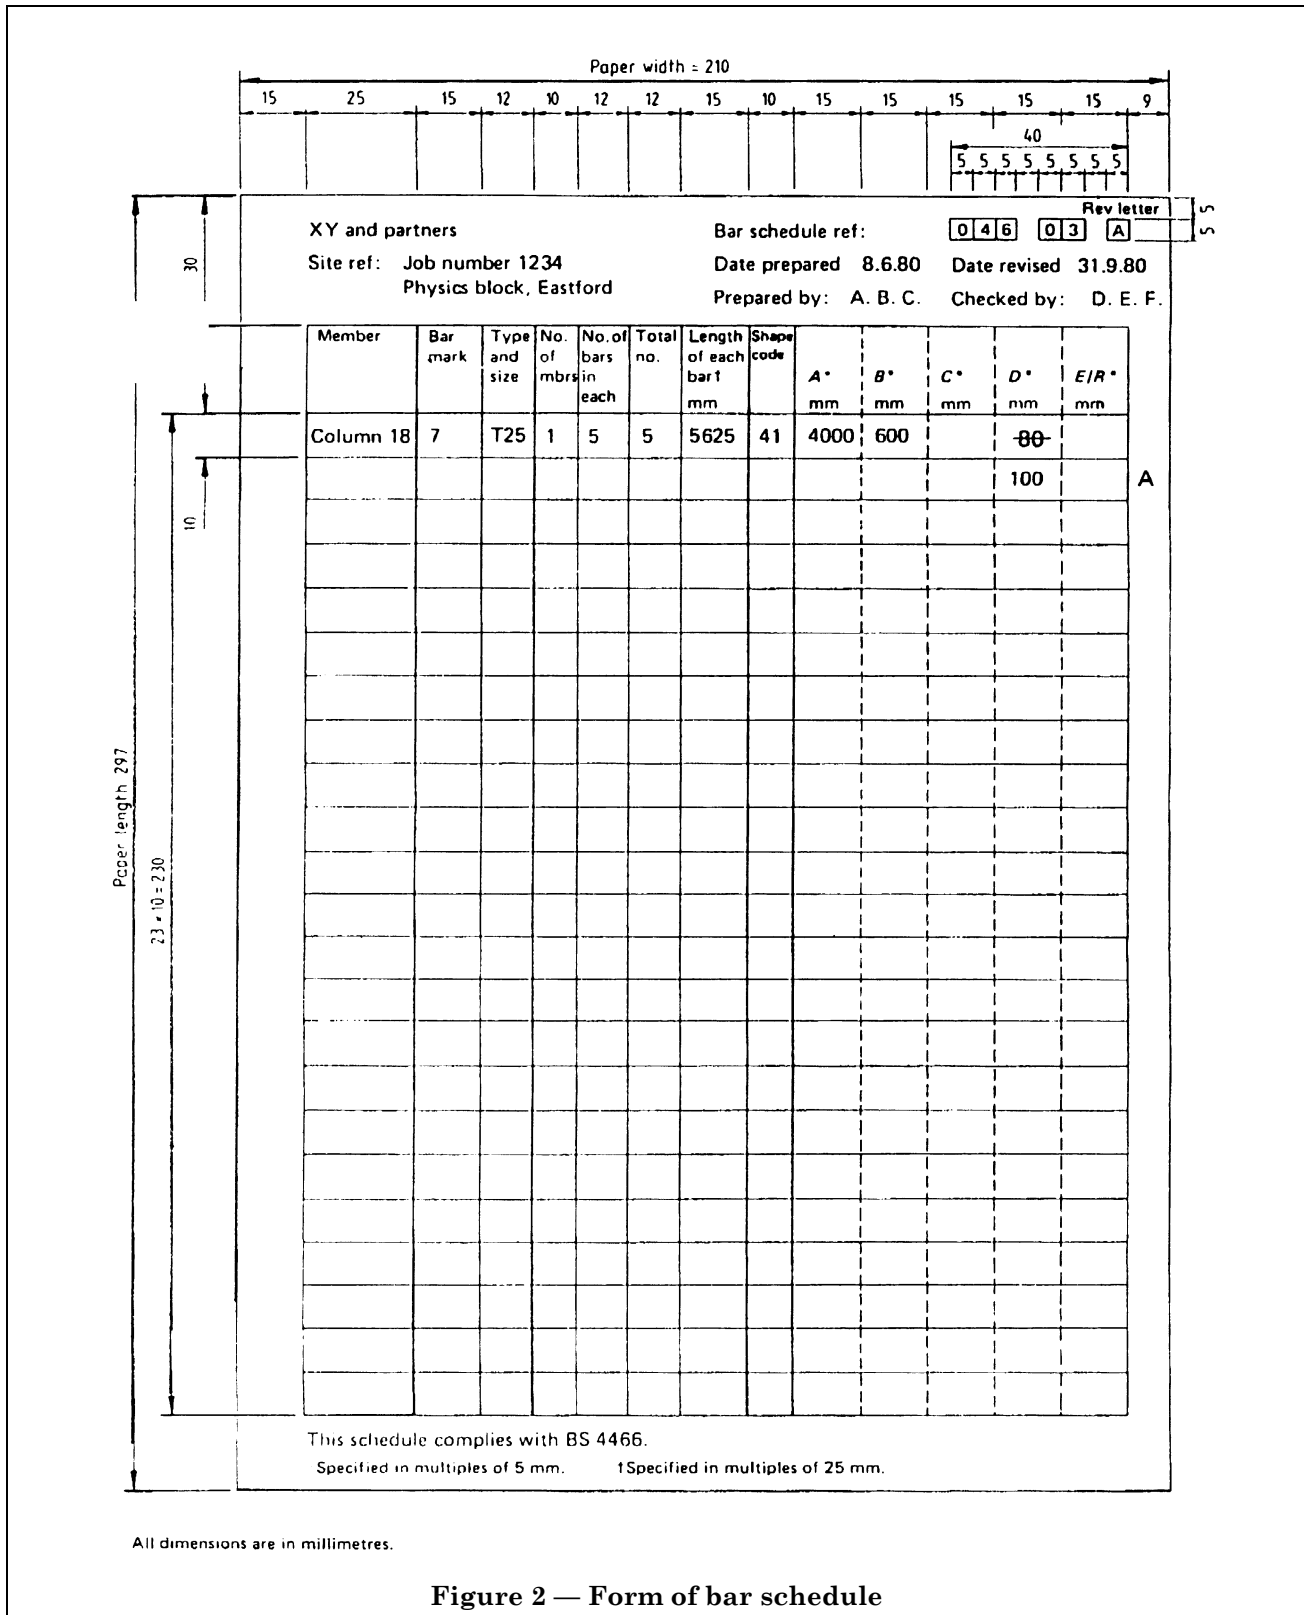 Paper width = 210
15 25 15 12 10 12 12 15 10 15 15 15 15 15 9
40
5 5 5 5 5 5 5 5
Rev letter
5
5
XY and partners Bar schedule ref: 0 4 6 0 3 A
Site ref: Job number 1234 Date prepared 8.6.80 Date revised 31.9.80
Physics block, Eastford Prepared by: A. B. C. Checked by: D. E. F.
30
Member Bar mark Type and size No. of mbrs No. of bars in each Total no. Length of each bar† mm Shape code A* mm B* mm C* mm D* mm E/R* mm
Column 18 7 T25 1 5 5 5625 41 4000 600 80
100 A
10
Paper length 297
23 × 10 = 230
This schedule complies with BS 4466.
Specified in multiples of 5 mm. †Specified in multiples of 25 mm.
All dimensions are in millimetres.
Figure 2 — Form of bar schedule